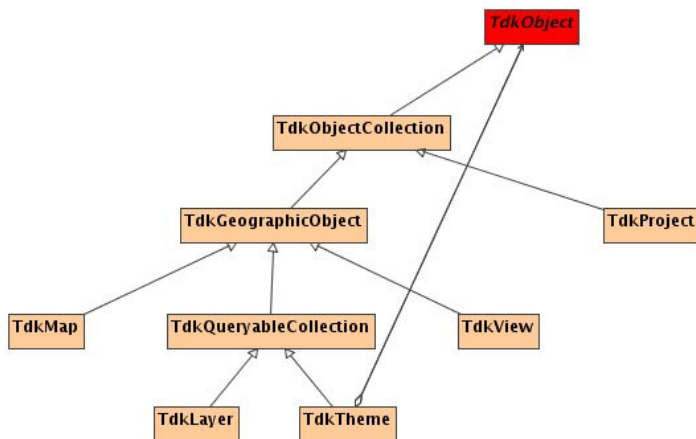 TdkObject
TdkObjectCollection
TdkGeographicObject
TdkProject
TdkMap
TdkQueryableCollection
TdkView
TdkLayer
TdkTheme